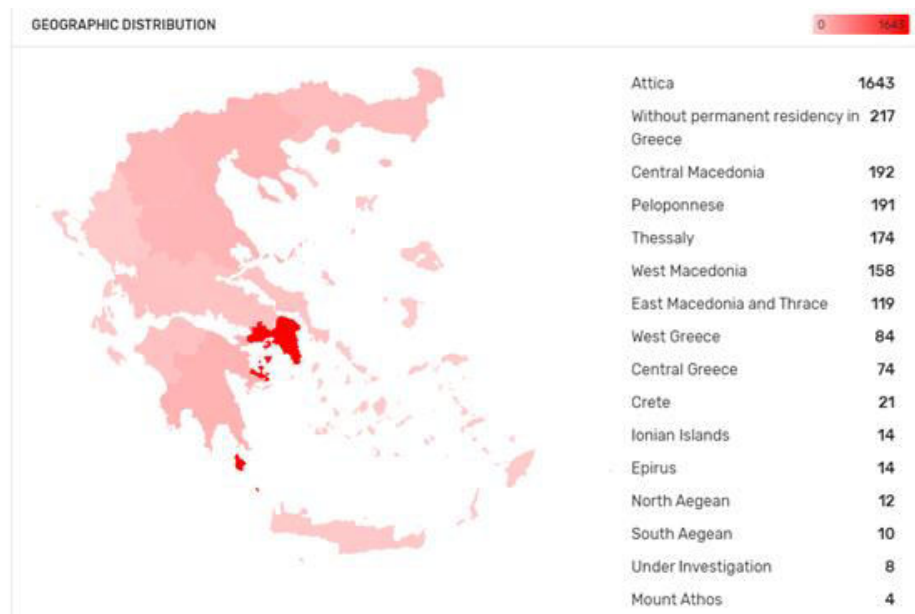 GEOGRAPHIC DISTRIBUTION
0 1643
Attica 1643
Without permanent residency in 217
Greece
Central Macedonia 192
Peloponnese 191
Thessaly 174
West Macedonia 158
East Macedonia and Thrace 119
West Greece 84
Central Greece 74
Crete 21
Ionian Islands 14
Epirus 14
North Aegean 12
South Aegean 10
Under Investigation 8
Mount Athos 4